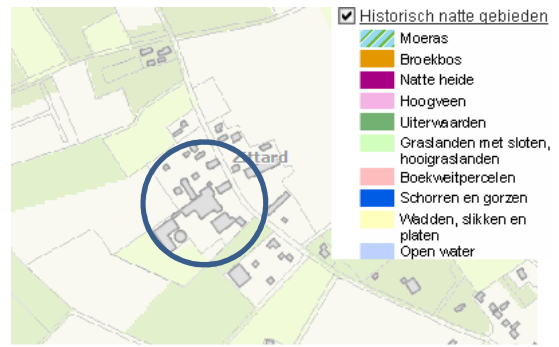 Historisch natte gebieden
Moeras
Broekbos
Natte heide
Hoogveen
Uiterwaarden
Graslanden met sloten,
hooigraslanden
Boekweitpercelen
Schorren en gorzen
Wadden, slikken en
platen
Open water
Zittard